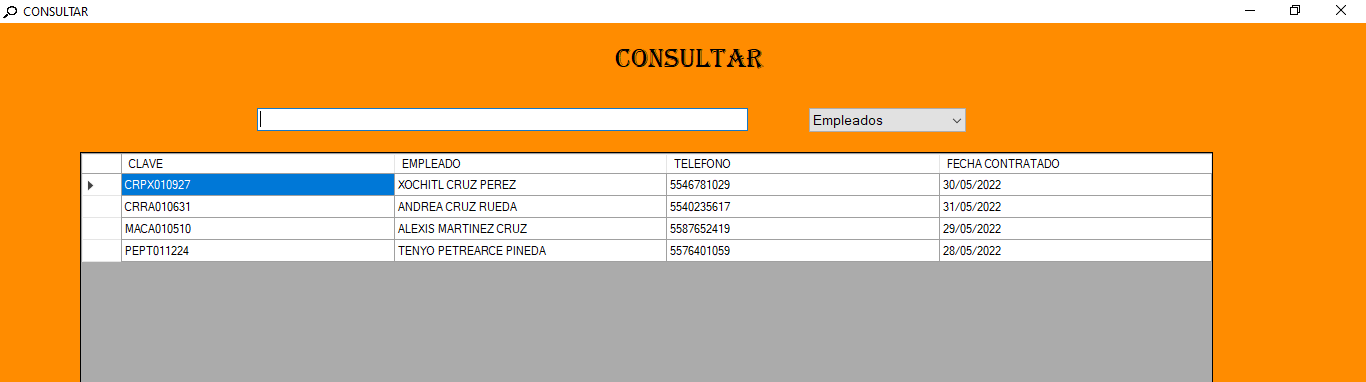 CONSULTAR
CONSULTAR
Empleados
CLAVE EMPLEADO TELEFONO FECHA CONTRATADO
CRPX010927 XOCHITL CRUZ PEREZ 5546781029 30/05/2022
CRRA010631 ANDREA CRUZ RUEDA 5540235617 31/05/2022
MACA010510 ALEXIS MARTINEZ CRUZ 5587652419 29/05/2022
PEPT011224 TENYO PETREARCE PINEDA 5576401059 28/05/2022